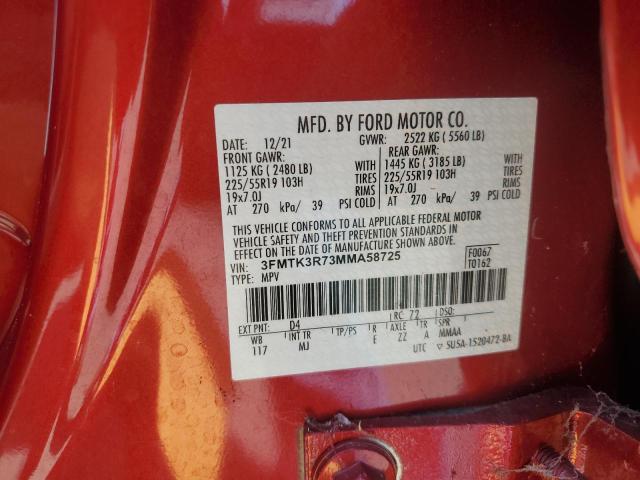 MFD. BY FORD MOTOR CO.
DATE: 12/21 GVWR: 2522 KG (5560 LB)
FRONT GAWR: REAR GAWR:
1125 KG (2480 LB) WITH 1445 KG (3185 LB) WITH
225/55R19 103H TIRES 225/55R19 103H TIRES
19x7.0J RIMS 19x7.0J RIMS
AT 270 kPa/ 39 PSI COLD AT 270 kPa/ 39 PSI COLD
THIS VEHICLE CONFORMS TO ALL APPLICABLE FEDERAL MOTOR
VEHICLE SAFETY AND THEFT PREVENTION STANDARDS IN
EFFECT ON THE DATE OF MANUFACTURE SHOWN ABOVE.
VIN: 3FMTK3R73MMA58725 F0067
TYPE: MPV T0162
EXT PNT: D4 RC: 72 DSO:
WB INT TR TP/PS R AXLE TR SPR
117 MJ E ZZ A MMAA
UTC ▽ 5U5A-1520472-BA